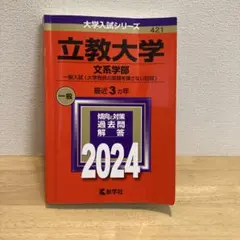 大学入試シリーズ
421
立教大学
文系学部
一般入試〈大学独自の英語を課さない日程〉
最近3カ年
一般
傾向と対策
過去問
解答
2024
教学社